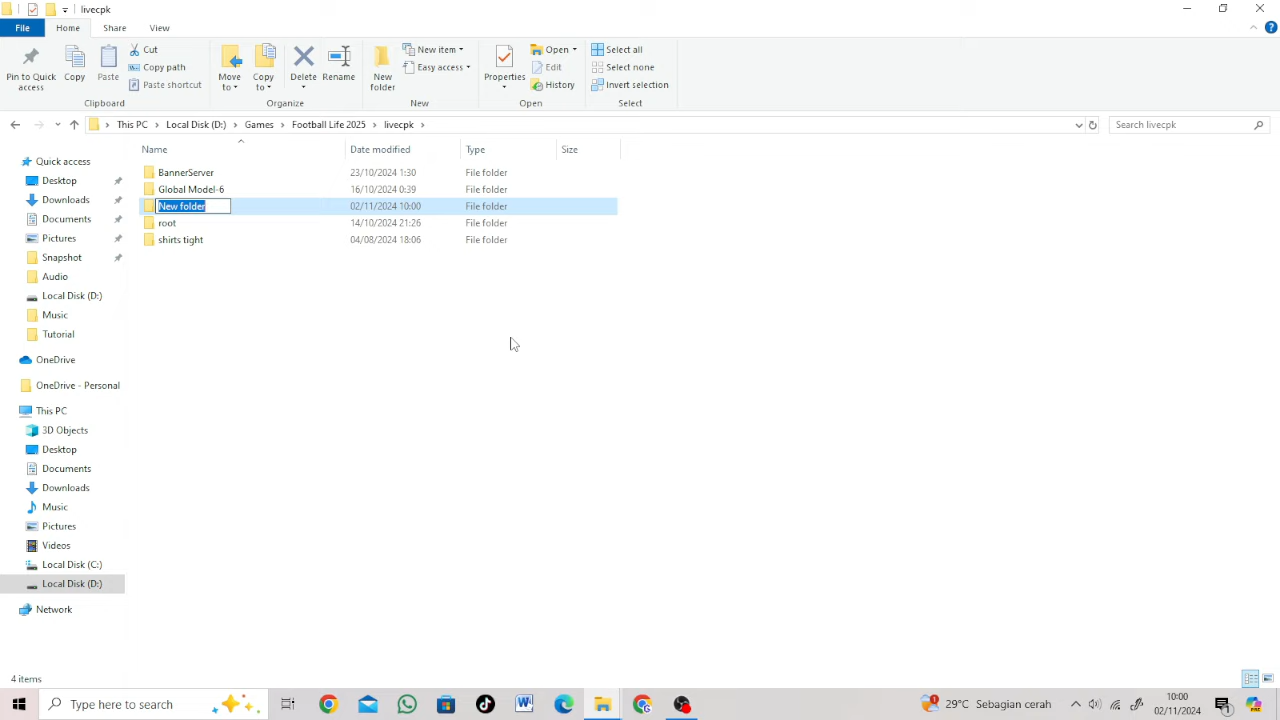 livecpk
File Home Share View
Pin to Quick access
Copy
Paste
Cut
Copy path
Paste shortcut
Clipboard
Move to
Copy to
Delete
Rename
Organize
New folder
New item
Easy access
New
Properties
Open
Edit
History
Open
Select all
Select none
Invert selection
Select
This PC > Local Disk (D:) > Games > Football Life 2025 > livecpk >
Search livecpk
Name Date modified Type Size
BannerServer 23/10/2024 1:30 File folder
Global Model-6 16/10/2024 0:39 File folder
New folder 02/11/2024 10:00 File folder
root 14/10/2024 21:26 File folder
shirts tight 04/08/2024 18:06 File folder
Quick access
Desktop
Downloads
Documents
Pictures
Snapshot
Audio
Local Disk (D:)
Music
Tutorial
OneDrive
OneDrive - Personal
This PC
3D Objects
Desktop
Documents
Downloads
Music
Pictures
Videos
Local Disk (C:)
Local Disk (D:)
Network
4 items
Type here to search
29°C Sebagian cerah
10:00
02/11/2024